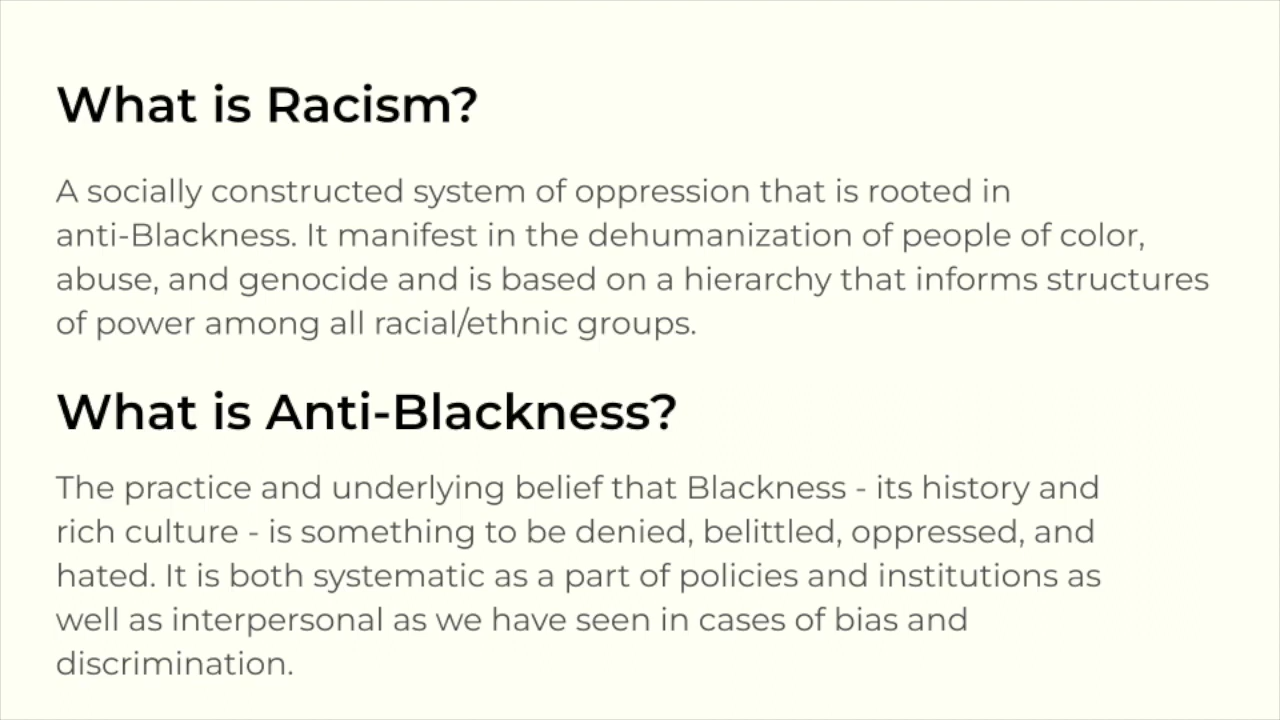 What is Racism?
A socially constructed system of oppression that is rooted in
anti-Blackness. It manifest in the dehumanization of people of color,
abuse, and genocide and is based on a hierarchy that informs structures
of power among all racial/ethnic groups.
What is Anti-Blackness?
The practice and underlying belief that Blackness - its history and
rich culture - is something to be denied, belittled, oppressed, and
hated. It is both systematic as a part of policies and institutions as
well as interpersonal as we have seen in cases of bias and
discrimination.